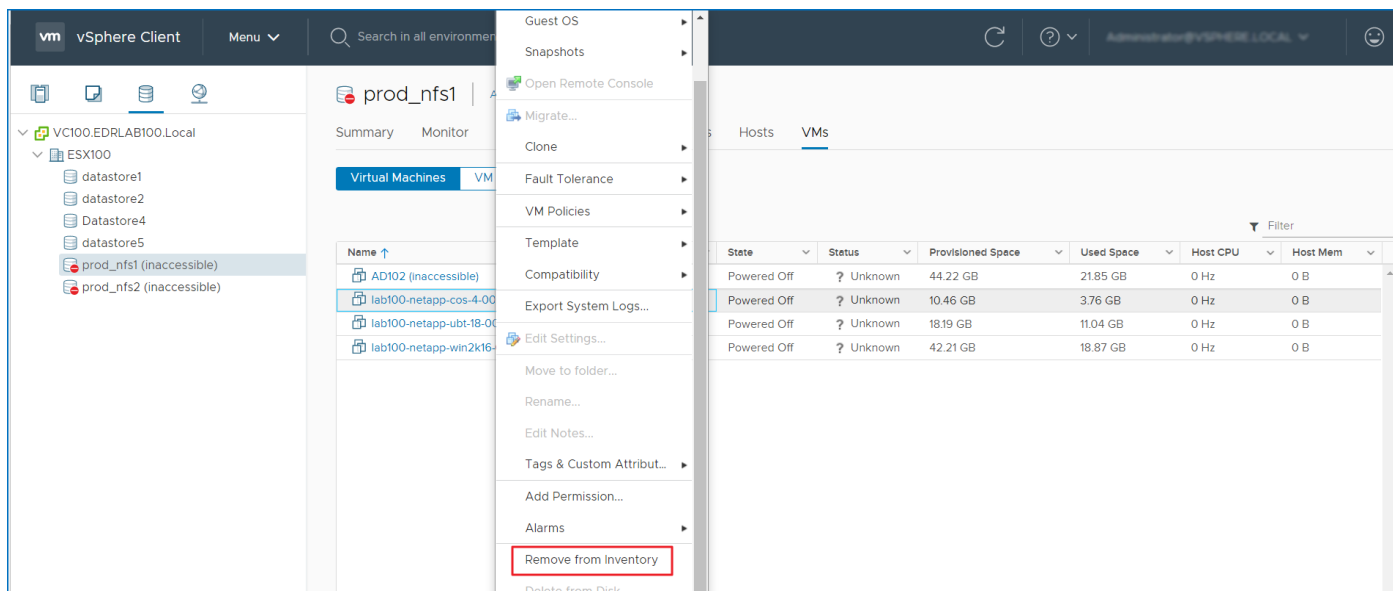 vm vSphere Client Menu Search in all environmen
VC100.EDRLAB100.Local
ESX100
datastore1
datastore2
Datastore4
datastore5
prod_nfs1 (inaccessible)
prod_nfs2 (inaccessible)
prod_nfs1
A
Summary Monitor s Hosts VMs
Virtual Machines VM
Filter
Name State Status Provisioned Space Used Space Host CPU Host Mem
AD102 (inaccessible) Powered Off ? Unknown 44.22 GB 21.85 GB 0 Hz 0 B
lab100-netapp-cos-4-00 Powered Off ? Unknown 10.46 GB 3.76 GB 0 Hz 0 B
lab100-netapp-ubt-18-00 Powered Off ? Unknown 18.19 GB 11.04 GB 0 Hz 0 B
lab100-netapp-win2k16- Powered Off ? Unknown 42.21 GB 18.87 GB 0 Hz 0 B
Guest OS
Snapshots
Open Remote Console
Migrate...
Clone
Fault Tolerance
VM Policies
Template
Compatibility
Export System Logs...
Edit Settings...
Move to folder...
Rename...
Edit Notes...
Tags & Custom Attribut...
Add Permission...
Alarms
Remove from Inventory
Delete from Disk